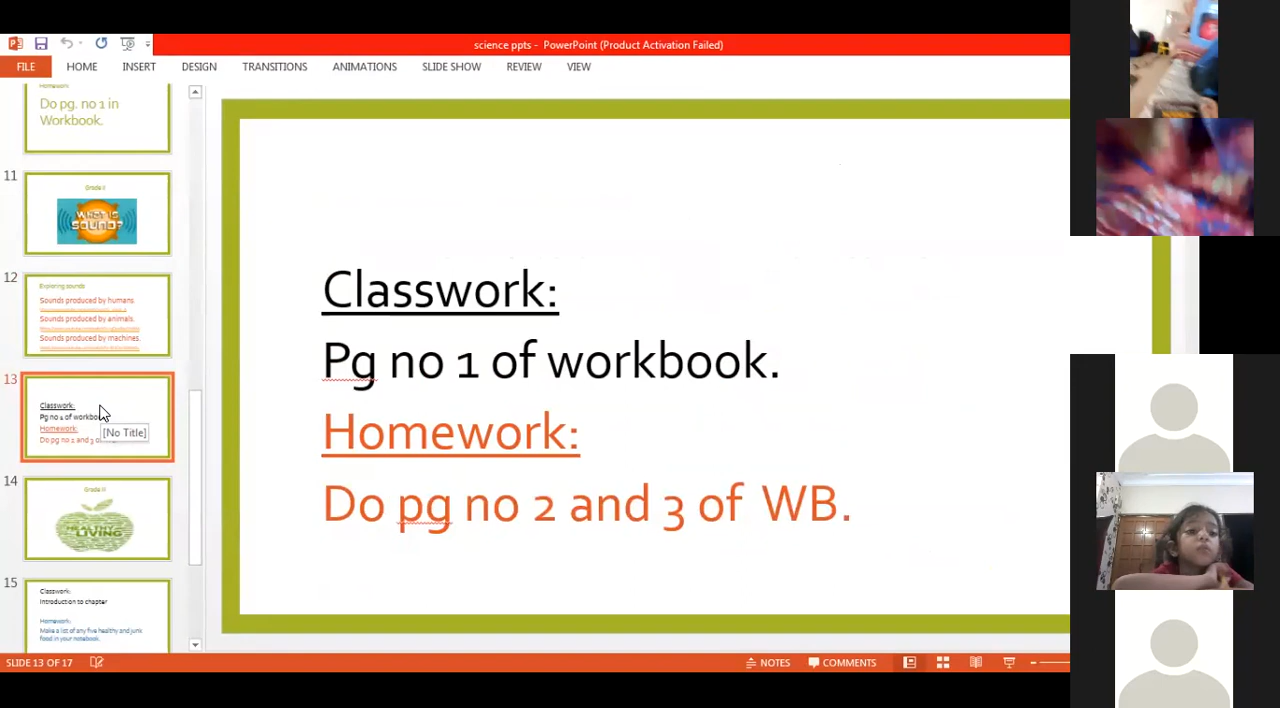 science ppts - PowerPoint (Product Activation Failed)
FILE HOME INSERT DESIGN TRANSITIONS ANIMATIONS SLIDE SHOW REVIEW VIEW
Homework
Do pg. no 1 in
Workbook.
11
Grade II
WHAT IS
SOUND?
12
Exploring sounds
Sounds produced by humans.
Sounds produced by animals.
Sounds produced by machines.
13
Classwork:
Pg no 1 of workbo
Homework:
Do pg no 2 and 3
[No Title]
14
Grade III
HEALTHY
LIVING
15
Classwork:
Introduction to chapter
Homework:
Make a list of any five healthy and junk
food in your notebook.
Classwork:
Pg no 1 of workbook.
Homework:
Do pg no 2 and 3 of WB.
SLIDE 13 OF 17
NOTES COMMENTS